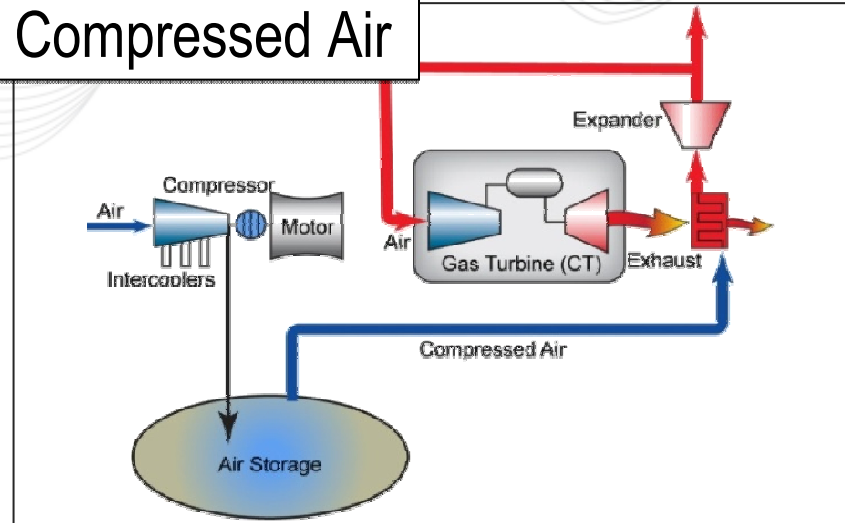 Compressed Air
Expander
Compressor
Air
Motor
Intercoolers
Air
Gas Turbine (CT)
Exhaust
Compressed Air
Air Storage